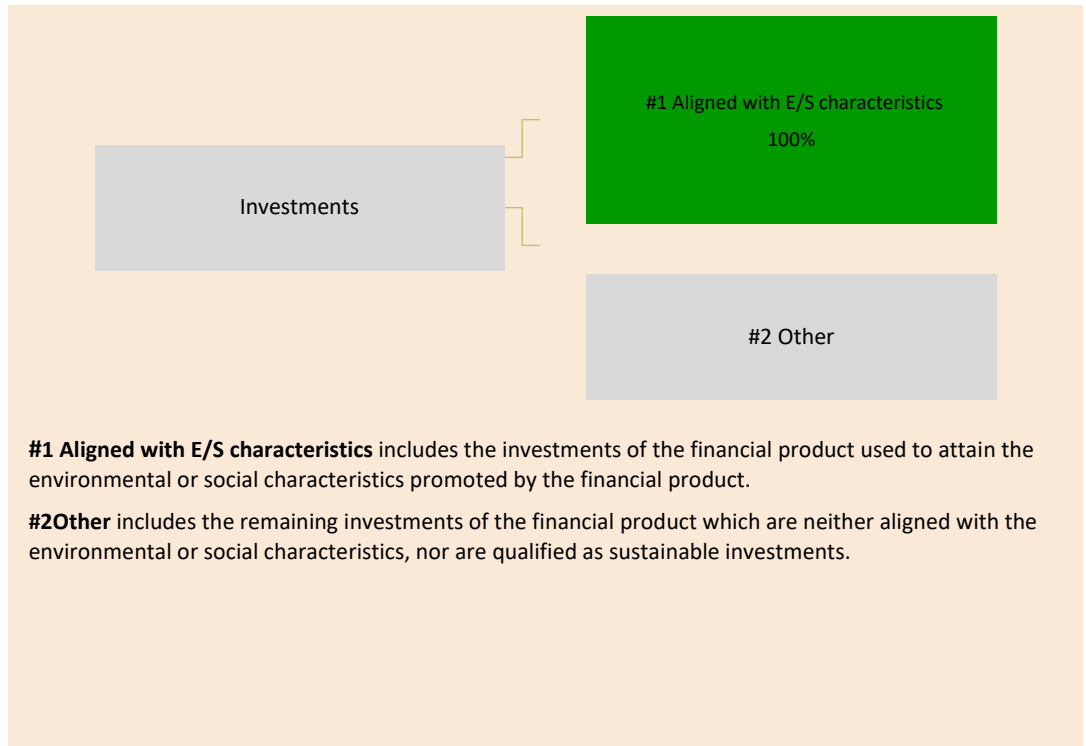 #1 Aligned with E/S characteristics
100%
Investments
#2 Other
#1 Aligned with E/S characteristics includes the investments of the financial product used to attain the
environmental or social characteristics promoted by the financial product.
#2Other includes the remaining investments of the financial product which are neither aligned with the
environmental or social characteristics, nor are qualified as sustainable investments.